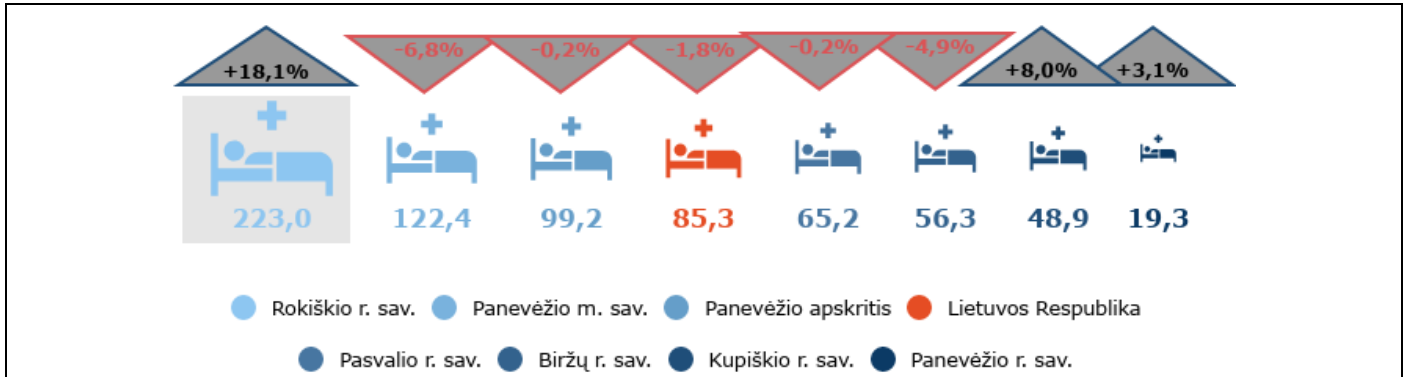 +18,1% -6,8% -0,2% -1,8% -0,2% -4,9% +8,0% +3,1%
223,0 122,4 99,2 85,3 65,2 56,3 48,9 19,3
Rokiškio r. sav. Panevėžio m. sav. Panevėžio apskritis Lietuvos Respublika
Pasvalio r. sav. Biržų r. sav. Kupiškio r. sav. Panevėžio r. sav.